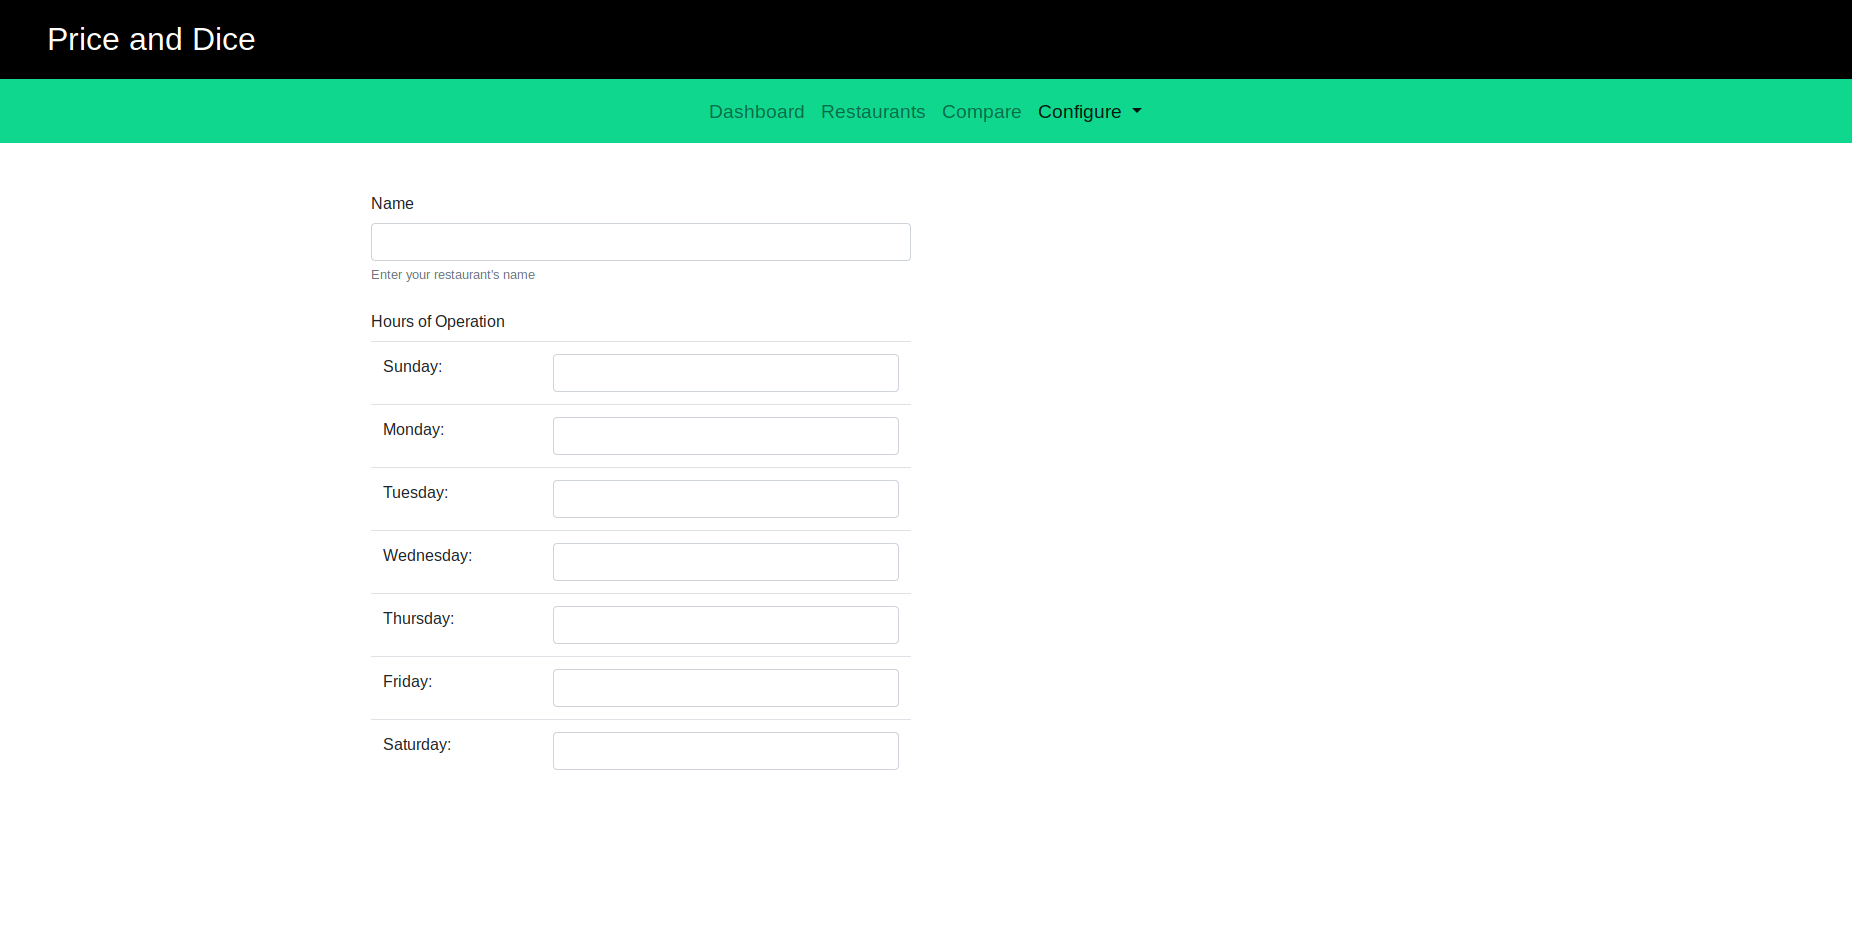 Price and Dice
Dashboard Restaurants Compare Configure
Name
Enter your restaurant's name
Hours of Operation
Sunday:
Monday:
Tuesday:
Wednesday:
Thursday:
Friday:
Saturday: